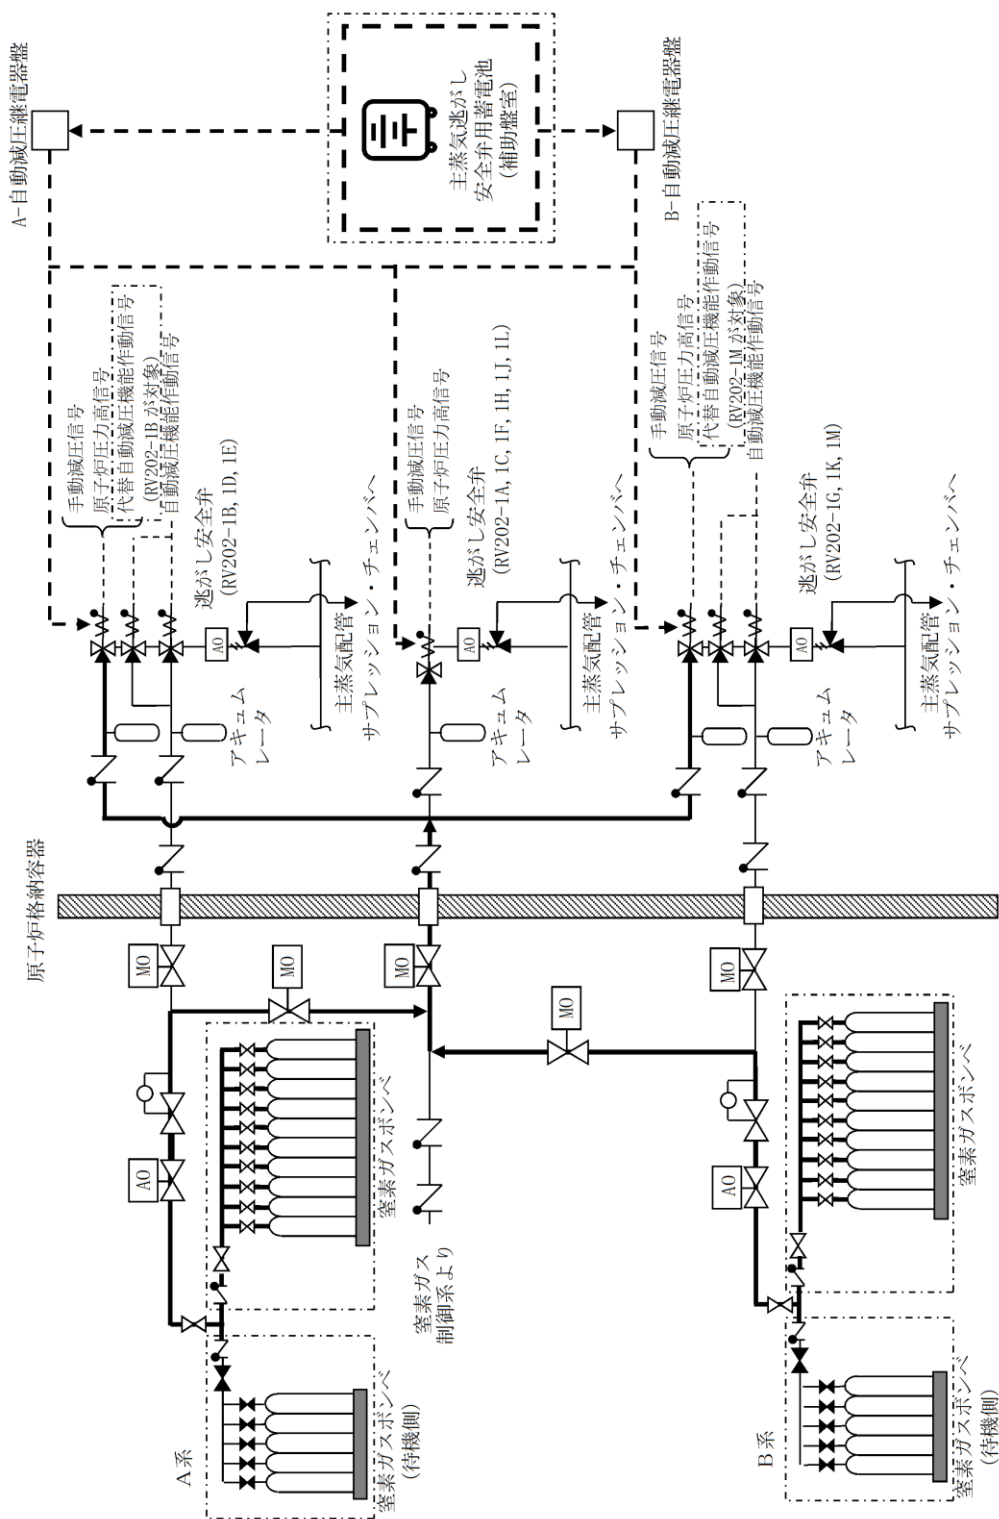 A-自動減圧継電器盤
主蒸気逃がし
安全弁用蓄電池
(補助盤室)
B-自動減圧継電器盤
手動減圧信号
原子炉圧力高信号
代替自動減圧機能作動信号
(RV202-1B が対象)
自動減圧機能作動信号
逃がし安全弁
(RV202-1B, 1D, 1E)
AO
主蒸気配管
サプレッション・チェンバへ
アキュム
レータ
手動減圧信号
原子炉圧力高信号
逃がし安全弁
(RV202-1A, 1C, 1F, 1H, 1J, 1L)
AO
主蒸気配管
サプレッション・チェンバへ
アキュム
レータ
手動減圧信号
原子炉圧力高信号
代替自動減圧機能作動信号
(RV202-1M が対象)
自動減圧機能作動信号
逃がし安全弁
(RV202-1G, 1K, 1M)
AO
主蒸気配管
サプレッション・チェンバへ
アキュム
レータ
原子炉格納容器
MO
MO
MO
MO
MO
AO
AO
窒素ガスボンベ
窒素ガス
制御系より
窒素ガスボンベ
A系
窒素ガスボンベ
(待機側)
B系
窒素ガスボンベ
(待機側)